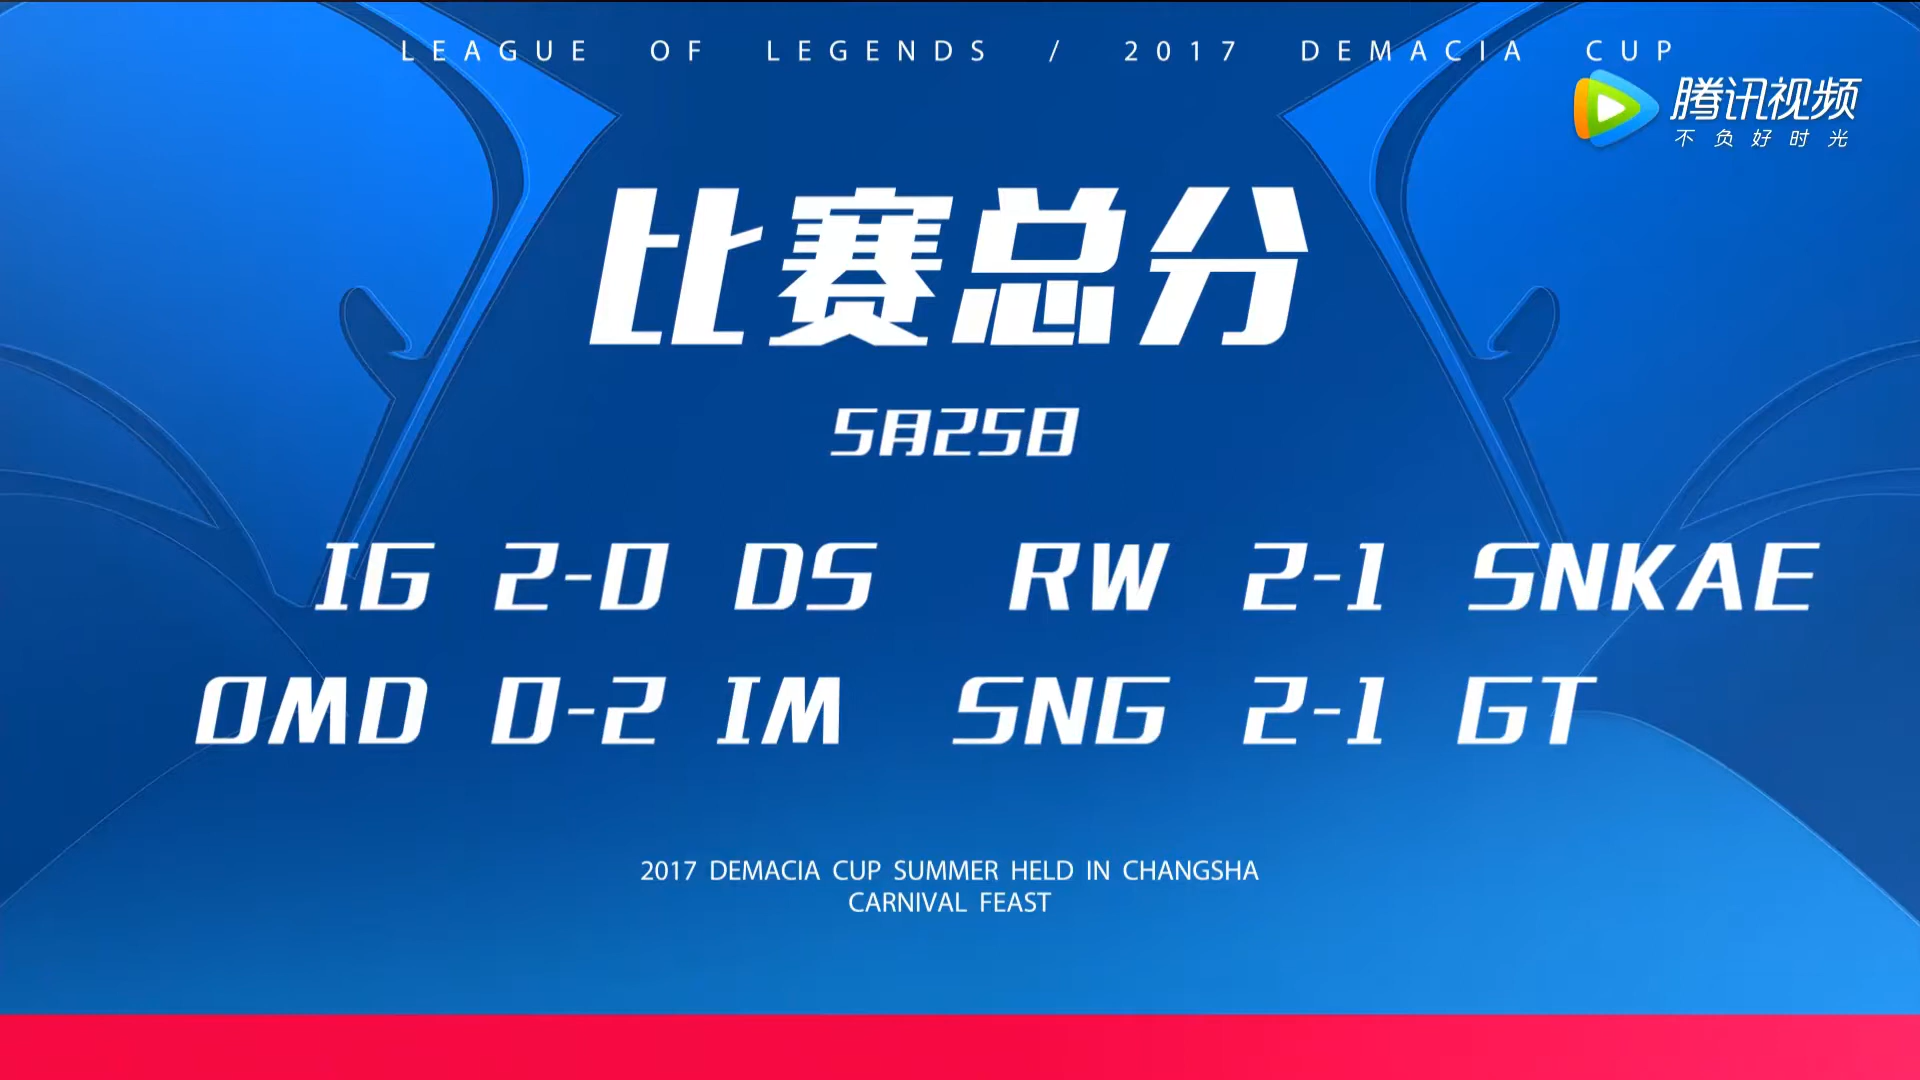 LEAGUE OF LEGENDS / 2017 DEMACIA CUP
腾讯视频
不负好时光
比赛总分
5月25日
IG 2-0 DS RW 2-1 SNKAE
OMD 0-2 IM SNG 2-1 GT
2017 DEMACIA CUP SUMMER HELD IN CHANGSHA
CARNIVAL FEAST